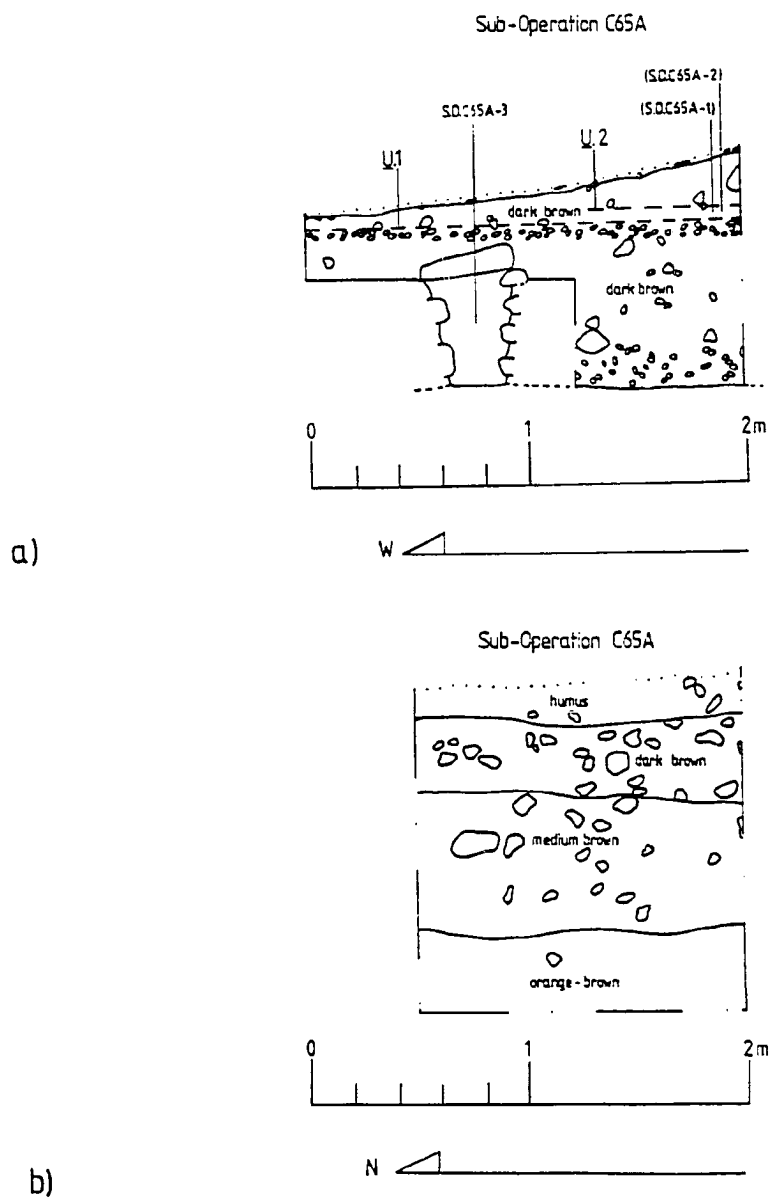 Sub-Operation C65A
(S.D.C65A-2)
S.D.C65A-3
(S.D.C65A-1)
U.1
U.2
dark brown
dark brown
0 1 2m
W
a)
Sub-Operation C65A
humus
dark brown
medium brown
orange-brown
0 1 2m
N
b)